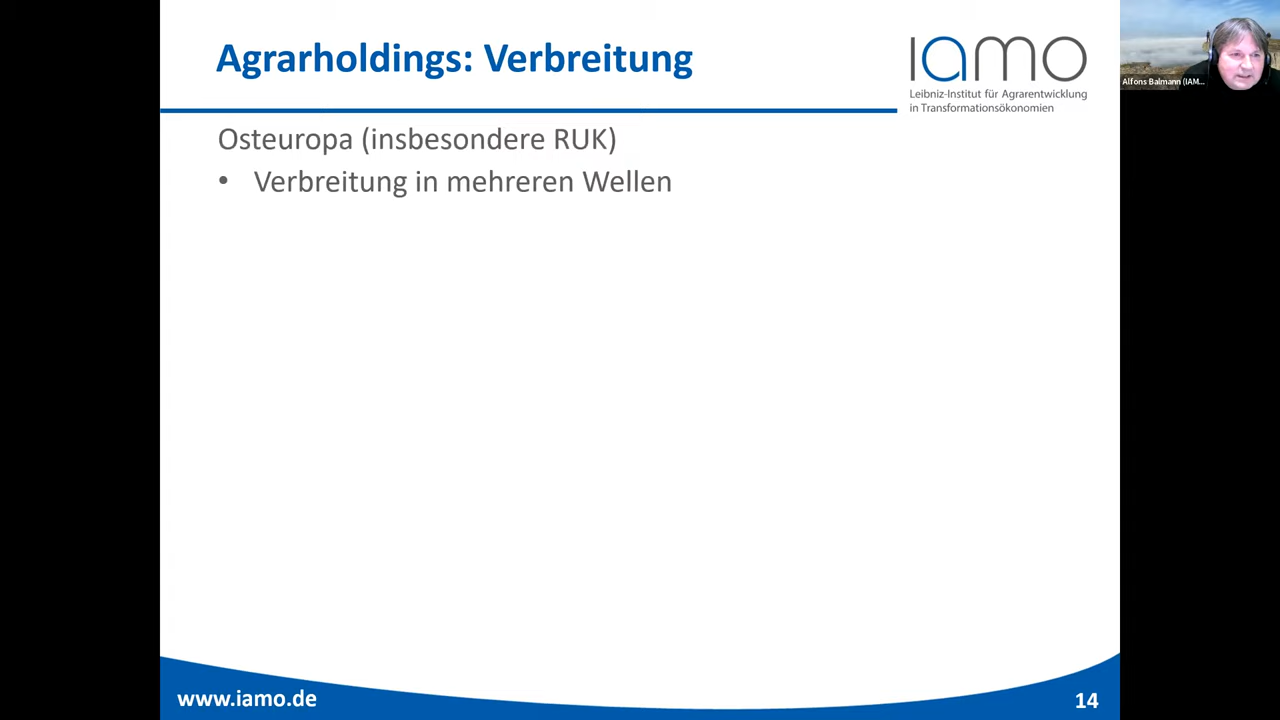 Agrarholdings: Verbreitung
IAMO
Leibniz-Institut für Agrarentwicklung
in Transformationsökonomien
Alfons Balmann (IAM...
Osteuropa (insbesondere RUK)
• Verbreitung in mehreren Wellen
www.iamo.de
14